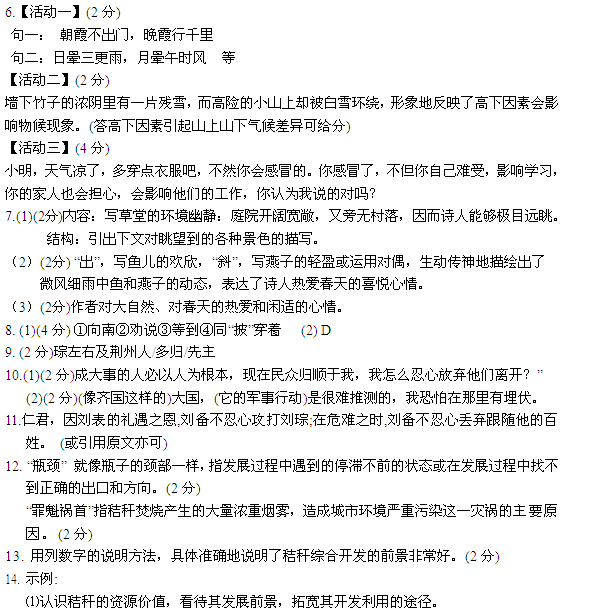 6.【活动一】(2 分)
句一： 朝霞不出门，晚霞行千里
句二：日晕三更雨，月晕午时风 等
【活动二】(2 分)
墙下竹子的浓阴里有一片残雪，而高险的小山上却被白雪环绕，形象地反映了高下因素会影
响物候现象。(答高下因素引起山上山下气候差异可给分)
【活动三】(4 分)
小明，天气凉了，多穿点衣服吧，不然你会感冒的。你感冒了，不但你自己难受，影响学习，
你的家人也会担心，会影响他们的工作，你认为我说的对吗？
7.(1)(2分)内容：写草堂的环境幽静：庭院开阔宽敞，又旁无村落，因而诗人能够极目远眺。
结构：引出下文对眺望到的各种景色的描写。
（2）(2分) “出”，写鱼儿的欢欣，“斜”，写燕子的轻盈或运用对偶，生动传神地描绘出了
微风细雨中鱼和燕子的动态，表达了诗人热爱春天的喜悦心情。
（3）(2分)作者对大自然、对春天的热爱和闲适的心情。
8. (1)(4 分) ①向南②劝说③等到④同“披”穿着 (2) D
9. (2 分)琮左右及荆州人/多归/先主
10.(1)(2 分)成大事的人必以人为根本，现在民众归顺于我，我怎么忍心放弃他们离开？”
(2)(2 分)(像齐国这样的)大国，(它的军事行动)是很难推测的，我恐怕在那里有埋伏。
11.仁君，因刘表的礼遇之恩,刘备不忍心攻打刘琮;在危难之时,刘备不忍心丢弃跟随他的百
姓。 (或引用原文亦可)
12. “瓶颈” 就像瓶子的颈部一样，指发展过程中遇到的停滞不前的状态或在发展过程中找不
到正确的出口和方向。(2 分)
“罪魁祸首”指秸秆焚烧产生的大量浓重烟雾，造成城市环境严重污染这一灾祸的主要原
因。 (2 分)
13. 用列数字的说明方法，具体准确地说明了秸秆综合开发的前景非常好。(2 分)
14. 示例:
⑴认识秸秆的资源价值，看待其发展前景，拓宽其开发利用的途径。